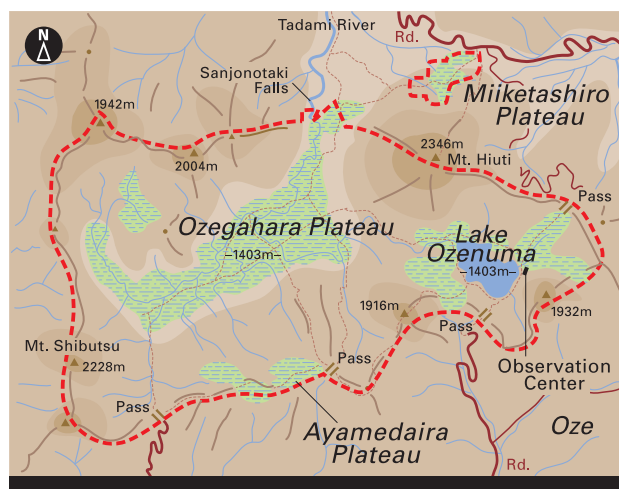 N
Tadami River
Rd.
Sanjonotaki
Falls
Miiketashiro
Plateau
1942m
2346m
Mt. Hiuti
2004m
Pass
Ozegahara Plateau
–1403m–
Lake
Ozenuma
–1403m–
1916m
1932m
Pass
Mt. Shibutsu
2228m
Pass
Observation
Center
Pass
Ayamedaira
Plateau
Oze
Rd.